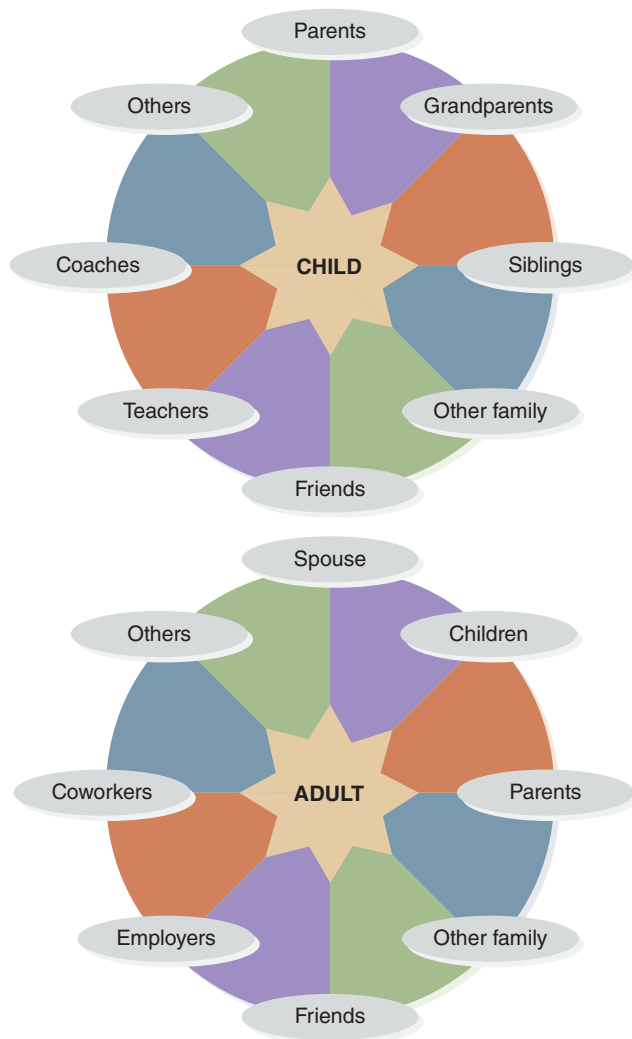 Parents
Others
Grandparents
Coaches
CHILD
Siblings
Teachers
Other family
Friends
Spouse
Others
Children
Coworkers
ADULT
Parents
Employers
Other family
Friends